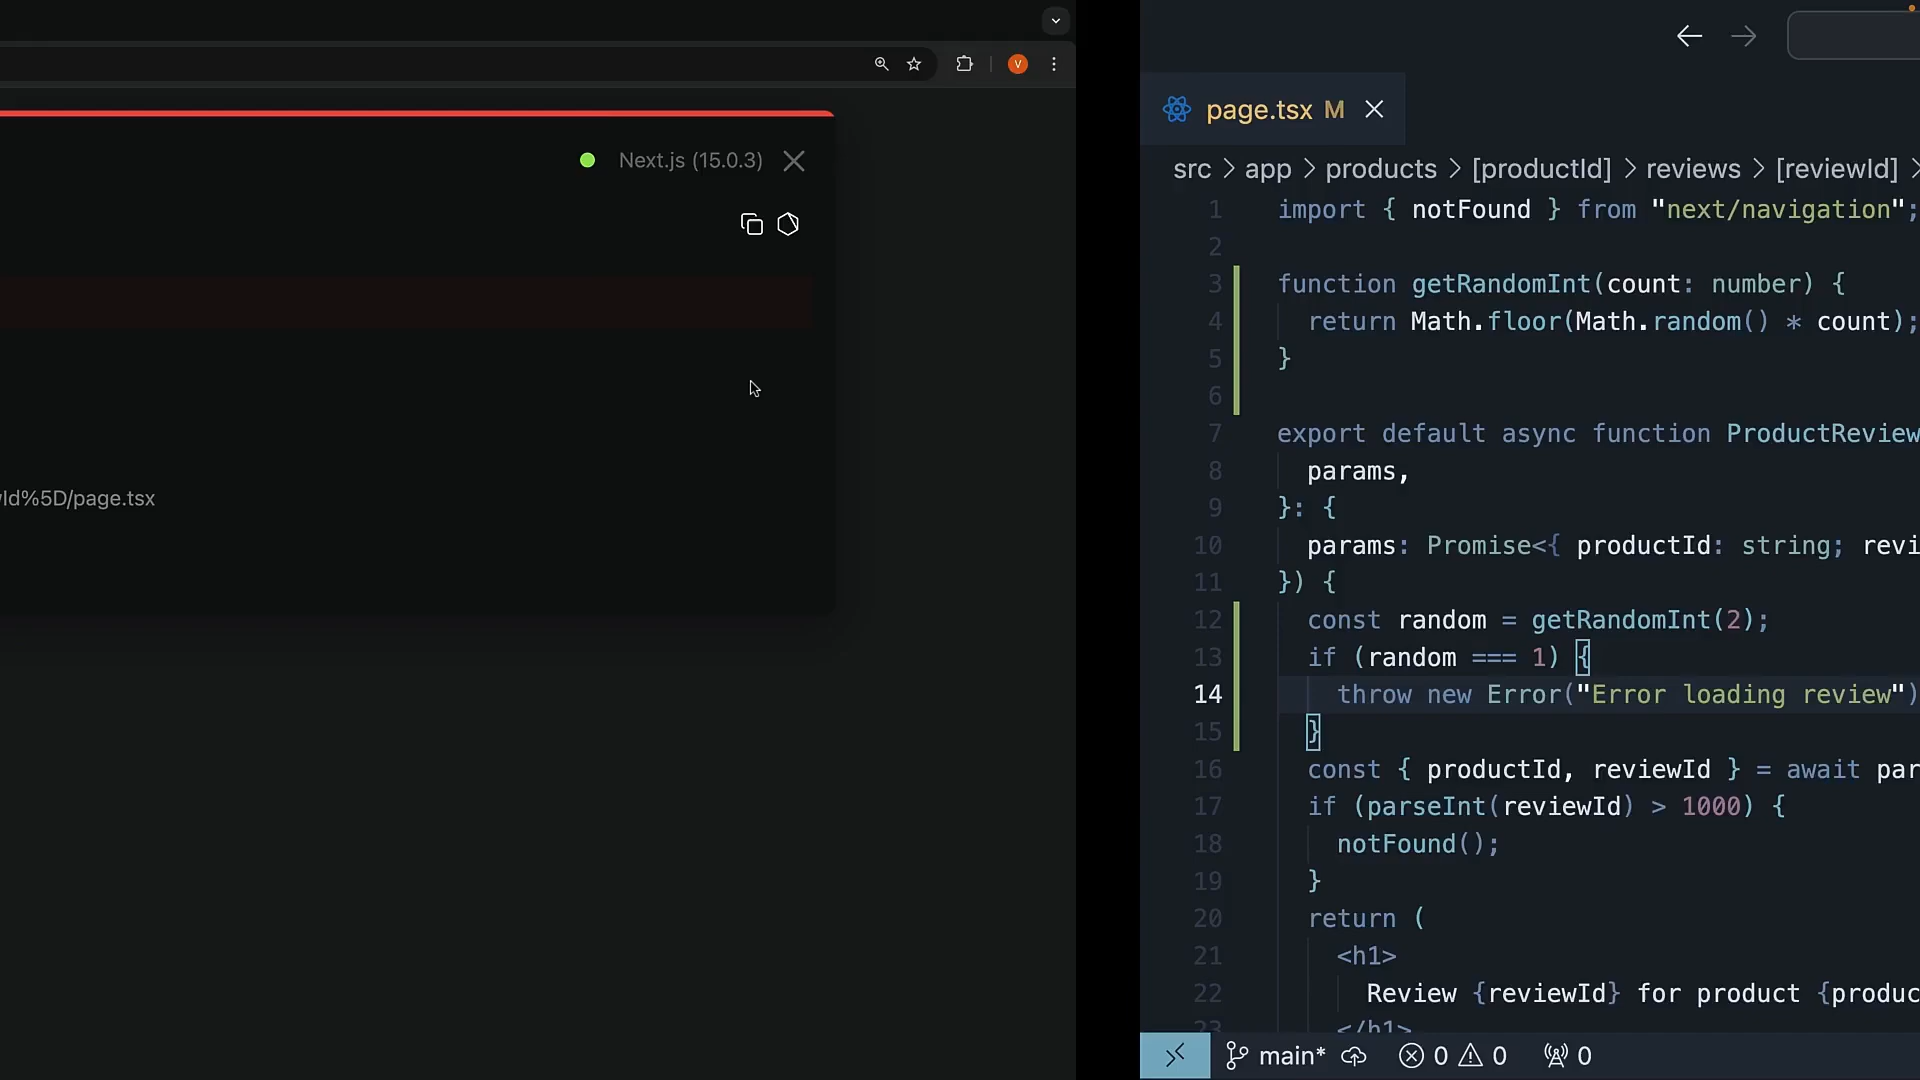 V
Next.js (15.0.3)
Id%5D/page.tsx
page.tsx M
src > app > products > [productId] > reviews > [reviewId] >
1 import { notFound } from "next/navigation";
2
3 function getRandomInt(count: number) {
4 return Math.floor(Math.random() * count);
5 }
6
7 export default async function ProductReview
8 params,
9 }: {
10 params: Promise<{ productId: string; revi
11 }) {
12 const random = getRandomInt(2);
13 if (random === 1) {
14 throw new Error("Error loading review")
15 }
16 const { productId, reviewId } = await par
17 if (parseInt(reviewId) > 1000) {
18 notFound();
19 }
20 return (
21 <h1>
22 Review {reviewId} for product {produc
23 </h1>
main* 0 0 0